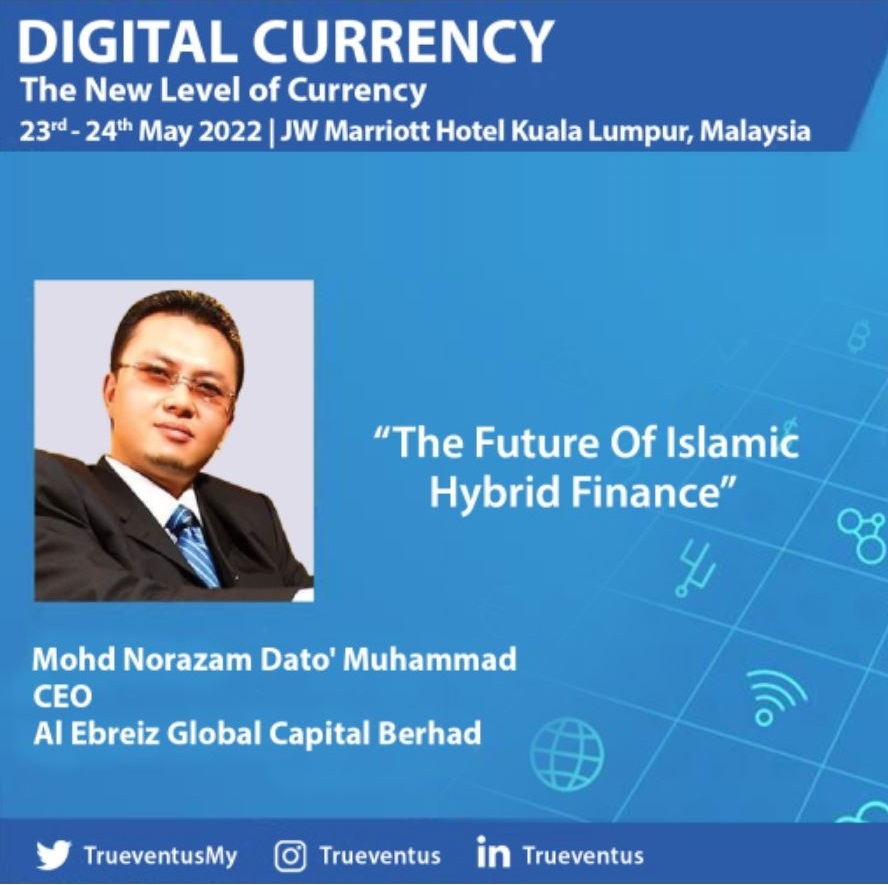 DIGITAL CURRENCY
The New Level of Currency
23rd - 24th May 2022 | JW Marriott Hotel Kuala Lumpur, Malaysia
“The Future Of Islamic
Hybrid Finance”
Mohd Norazam Dato' Muhammad
CEO
Al Ebreiz Global Capital Berhad
TrueventusMy Trueventus in Trueventus